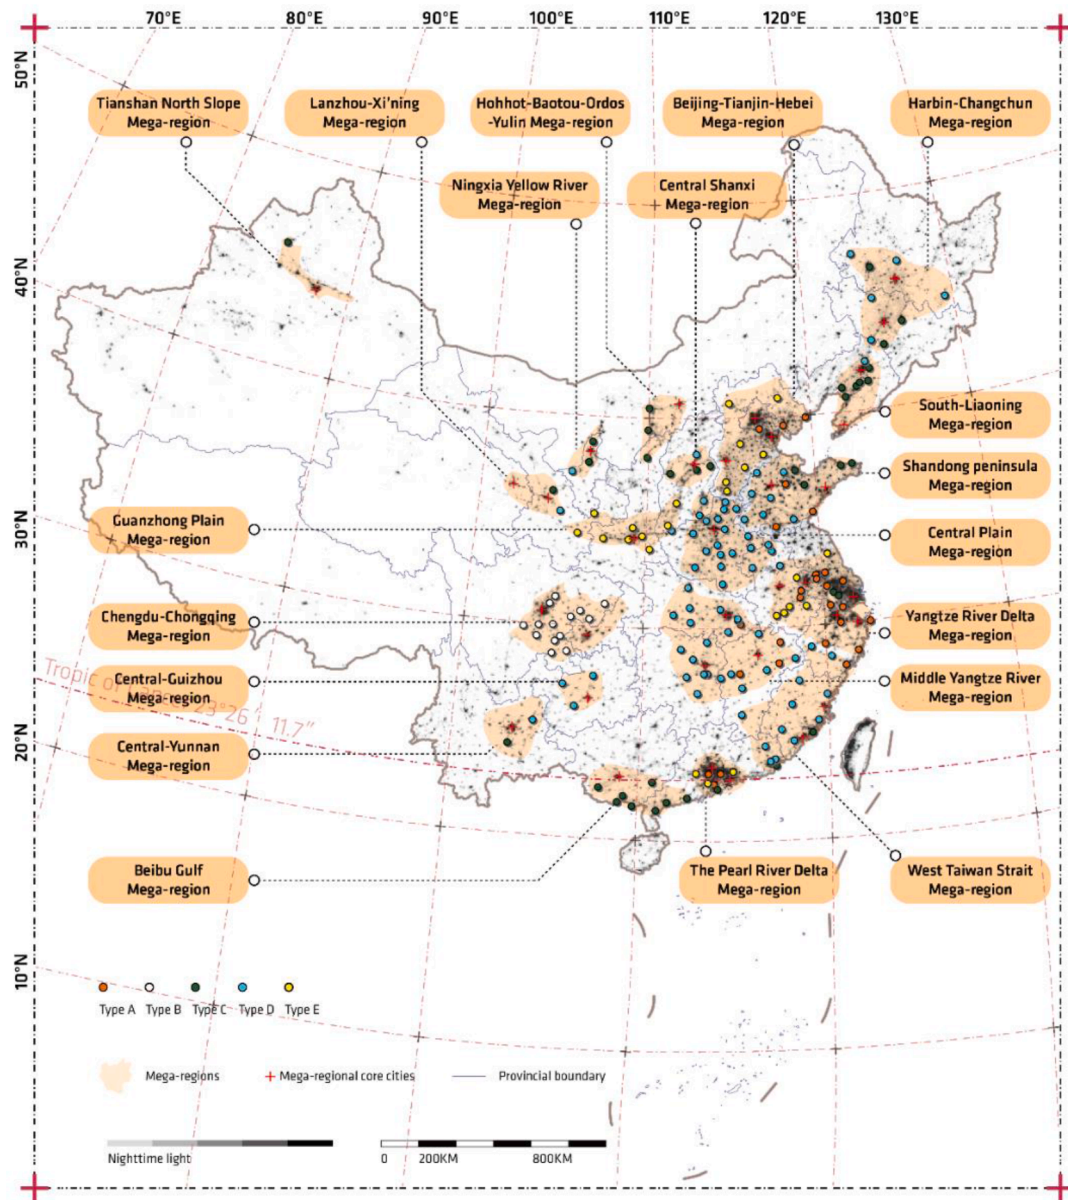 70°E 80°E 90°E 100°E 110°E 120°E 130°E
50°N
40°N
30°N
20°N
10°N
Tianshan North Slope
Mega-region
Lanzhou-Xi'ning
Mega-region
Hohhot-Baotou-Ordos
-Yulin Mega-region
Beijing-Tianjin-Hebei
Mega-region
Harbin-Changchun
Mega-region
Ningxia Yellow River
Mega-region
Central Shanxi
Mega-region
South-Liaoning
Mega-region
Shandong peninsula
Mega-region
Guanzhong Plain
Mega-region
Central Plain
Mega-region
Chengdu-Chongqing
Mega-region
Yangtze River Delta
Mega-region
Central-Guizhou
Mega-region
Middle Yangtze River
Mega-region
Tropic of 23°26′ 11.7″
Central-Yunnan
Mega-region
Beibu Gulf
Mega-region
The Pearl River Delta
Mega-region
West Taiwan Strait
Mega-region
Type A Type B Type C Type D Type E
Mega-regions Mega-regional core cities Provincial boundary
Nighttime light
0 200KM 800KM